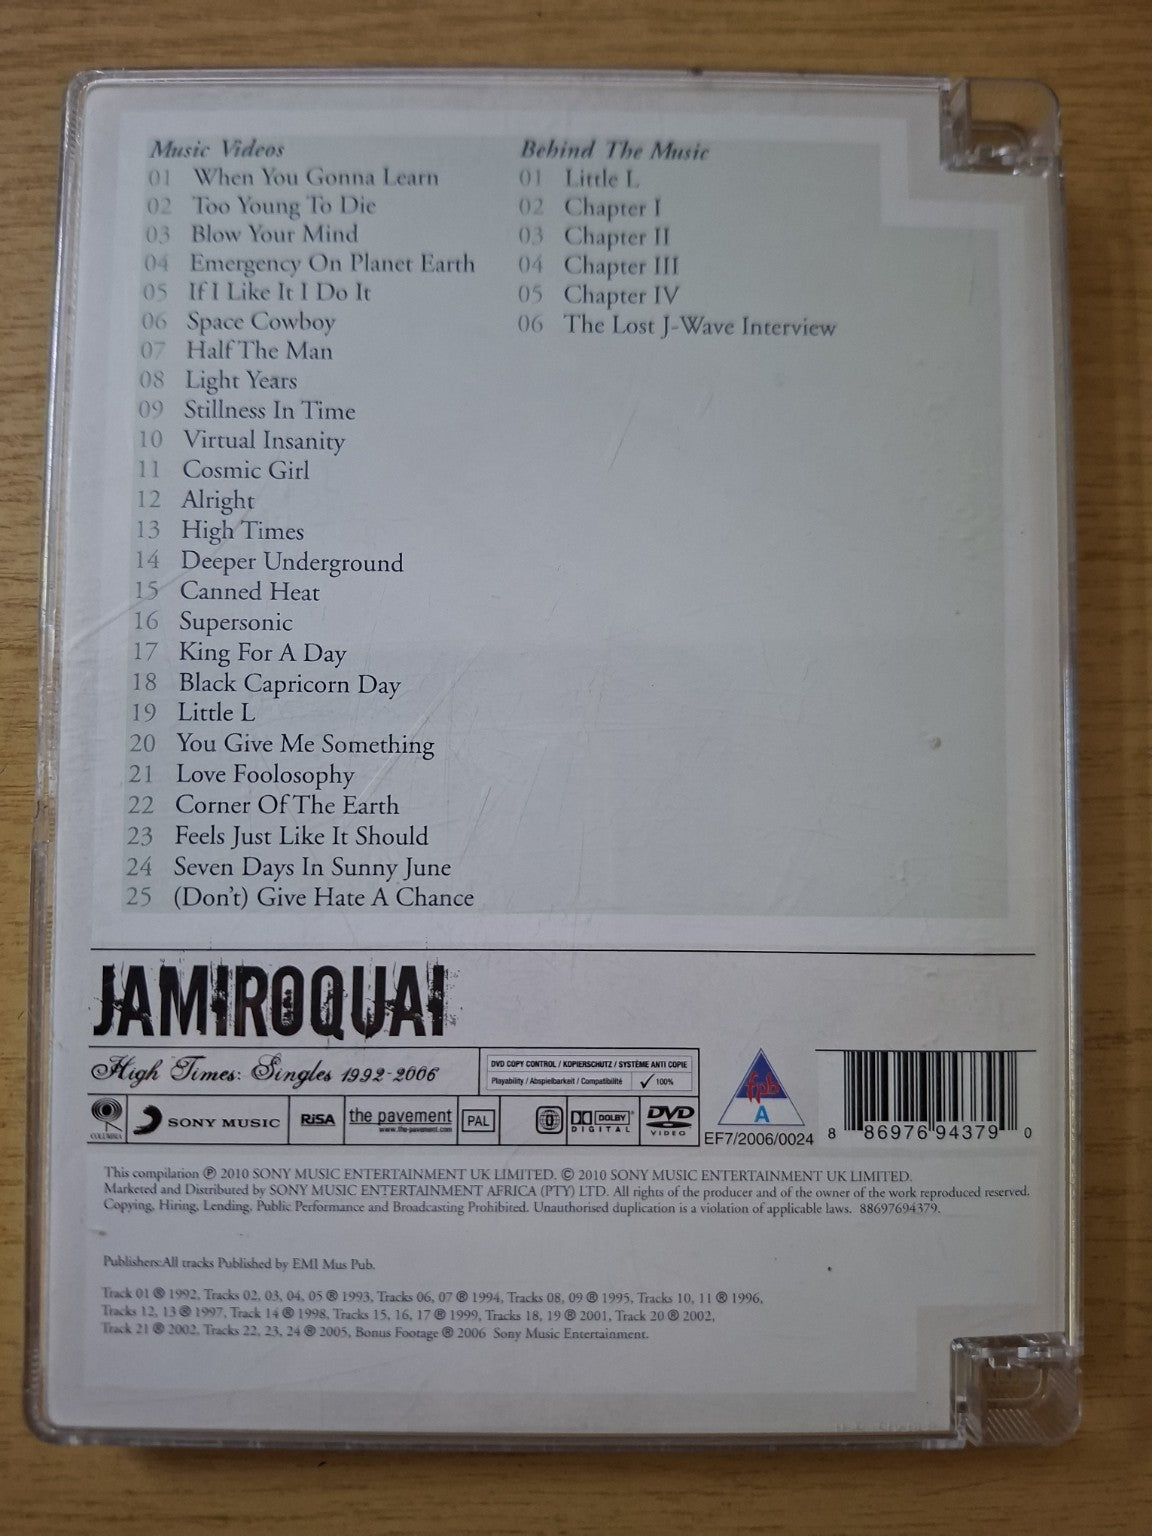 Music Videos
01 When You Gonna Learn
02 Too Young To Die
03 Blow Your Mind
04 Emergency On Planet Earth
05 If I Like It I Do It
06 Space Cowboy
07 Half The Man
08 Light Years
09 Stillness In Time
10 Virtual Insanity
11 Cosmic Girl
12 Alright
13 High Times
14 Deeper Underground
15 Canned Heat
16 Supersonic
17 King For A Day
18 Black Capricorn Day
19 Little L
20 You Give Me Something
21 Love Foolosophy
22 Corner Of The Earth
23 Feels Just Like It Should
24 Seven Days In Sunny June
25 (Don't) Give Hate A Chance
Behind The Music
01 Little L
02 Chapter I
03 Chapter II
04 Chapter III
05 Chapter IV
06 The Lost J-Wave Interview
JAMIROQUAI
High Times: Singles 1992-2006
DVD COPY CONTROL / KOPIERSCHUTZ / SYSTÈME ANTI COPIE
Playability / Abspielbarkeit / Compatibilité ✓ 100%
COLUMBIA
SONY MUSIC
RiSA
the pavement
www.the-pavement.com
PAL
0
DOLBY
DIGITAL
DVD
VIDEO
fpb
A
EF7/2006/0024
8 86976 94379 0
This compilation ℗ 2010 SONY MUSIC ENTERTAINMENT UK LIMITED. © 2010 SONY MUSIC ENTERTAINMENT UK LIMITED.
Marketed and Distributed by SONY MUSIC ENTERTAINMENT AFRICA (PTY) LTD. All rights of the producer and of the owner of the work reproduced reserved.
Copying, Hiring, Lending, Public Performance and Broadcasting Prohibited. Unauthorised duplication is a violation of applicable laws. 88697694379.
Publishers:All tracks Published by EMI Mus Pub.
Track 01 ® 1992, Tracks 02, 03, 04, 05 ® 1993, Tracks 06, 07 ® 1994, Tracks 08, 09 ® 1995, Tracks 10, 11 ® 1996,
Tracks 12, 13 ® 1997, Track 14 ® 1998, Tracks 15, 16, 17 ® 1999, Tracks 18, 19 ® 2001, Track 20 ® 2002,
Track 21 ® 2002, Tracks 22, 23, 24 ® 2005, Bonus Footage ® 2006 Sony Music Entertainment.